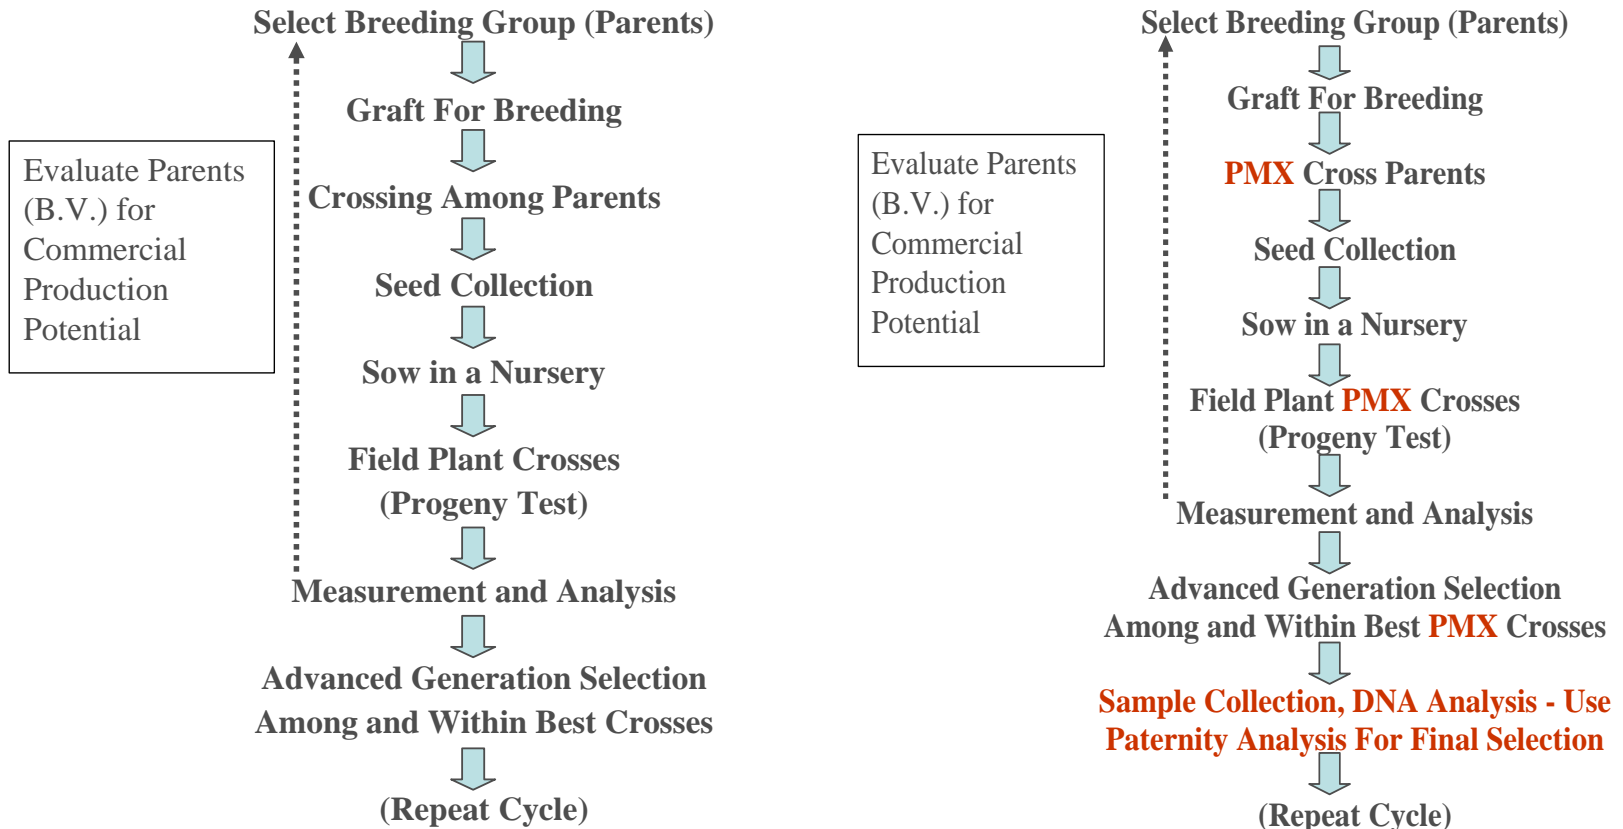 Select Breeding Group (Parents)
Graft For Breeding
Evaluate Parents
(B.V.) for
Commercial
Production
Potential
Crossing Among Parents
Seed Collection
Sow in a Nursery
Field Plant Crosses
(Progeny Test)
Measurement and Analysis
Advanced Generation Selection
Among and Within Best Crosses
(Repeat Cycle)
Select Breeding Group (Parents)
Graft For Breeding
Evaluate Parents
(B.V.) for
Commercial
Production
Potential
PMX Cross Parents
Seed Collection
Sow in a Nursery
Field Plant PMX Crosses
(Progeny Test)
Measurement and Analysis
Advanced Generation Selection
Among and Within Best PMX Crosses
Sample Collection, DNA Analysis - Use
Paternity Analysis For Final Selection
(Repeat Cycle)